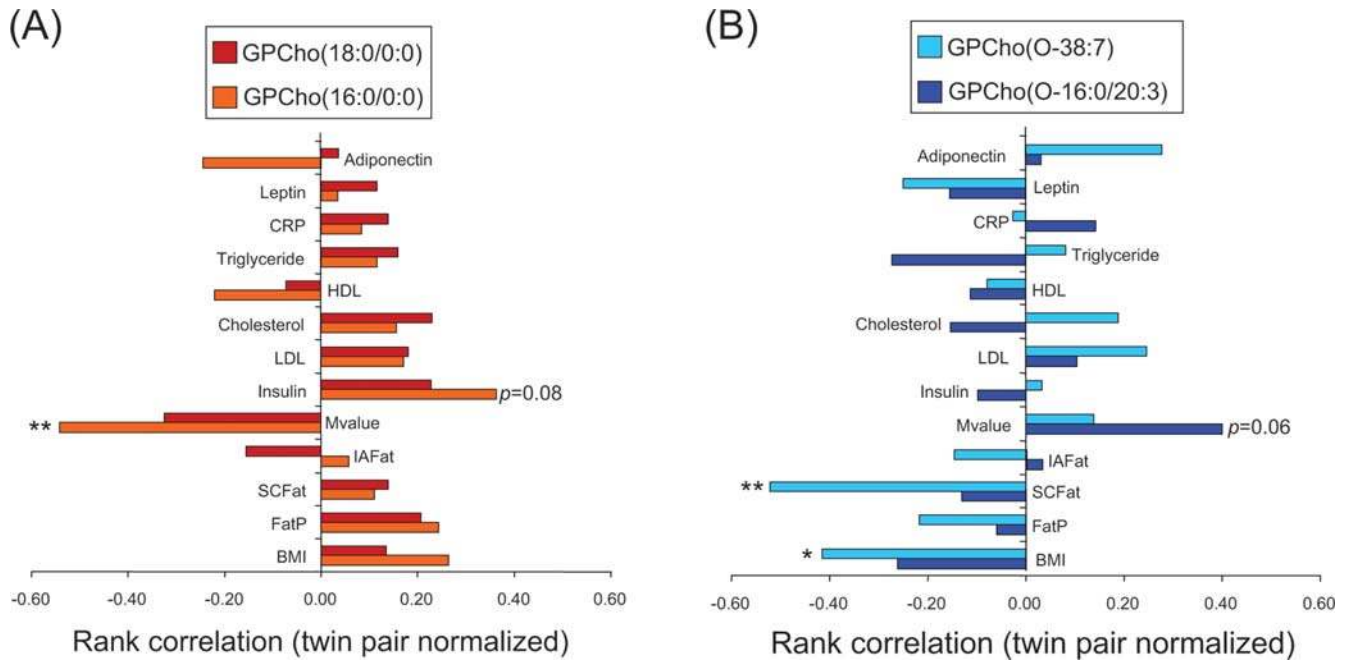 (A)
GPCho(18:0/0:0)
GPCho(16:0/0:0)
Adiponectin
Leptin
CRP
Triglyceride
HDL
Cholesterol
LDL
Insulin
p=0.08
Mvalue
**
IAFat
SCFat
FatP
BMI
-0.60 -0.40 -0.20 0.00 0.20 0.40 0.60
Rank correlation (twin pair normalized)
(B)
GPCho(O-38:7)
GPCho(O-16:0/20:3)
Adiponectin
Leptin
CRP
Triglyceride
HDL
Cholesterol
LDL
Insulin
Mvalue
p=0.06
IAFat
** SCFat
FatP
* BMI
-0.60 -0.40 -0.20 0.00 0.20 0.40 0.60
Rank correlation (twin pair normalized)